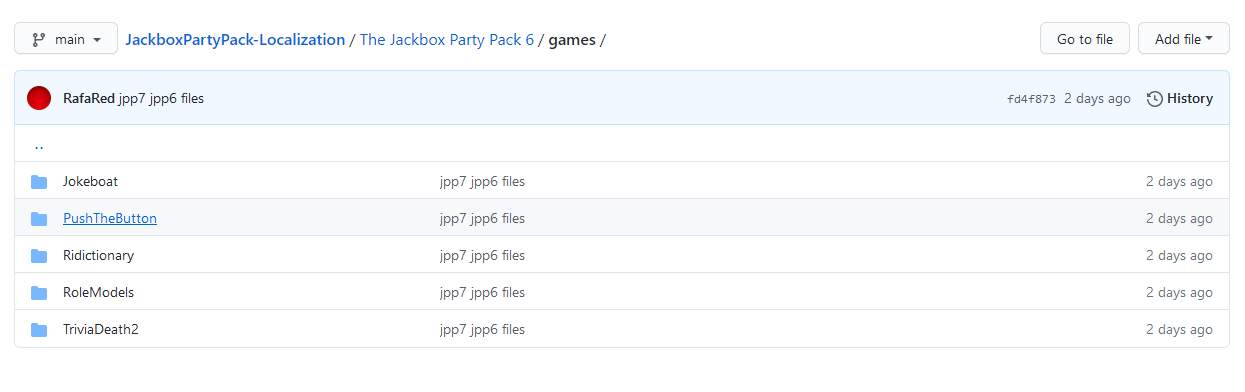 main JackboxPartyPack-Localization / The Jackbox Party Pack 6 / games / Go to file Add file
RafaRed jpp7 jpp6 files fd4f873 2 days ago History
..
Jokeboat jpp7 jpp6 files 2 days ago
PushTheButton jpp7 jpp6 files 2 days ago
Ridictionary jpp7 jpp6 files 2 days ago
RoleModels jpp7 jpp6 files 2 days ago
TriviaDeath2 jpp7 jpp6 files 2 days ago